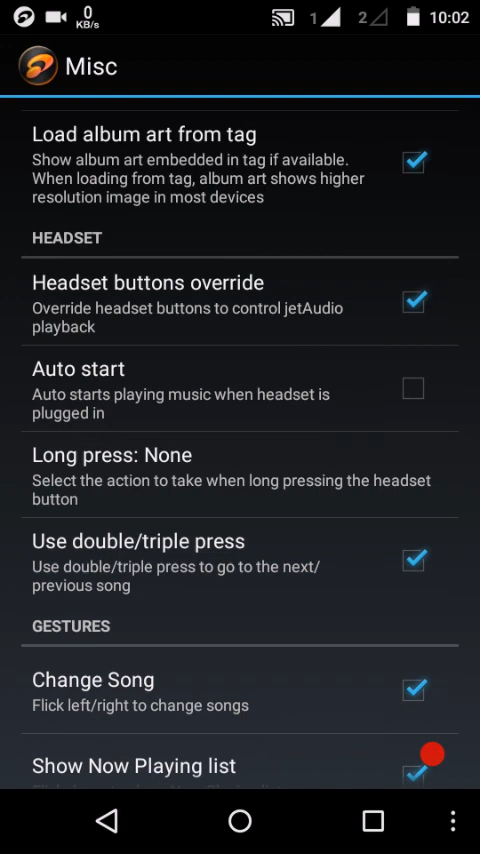 0
KB/s
1
2
10:02
Misc
Load album art from tag
Show album art embedded in tag if available.
When loading from tag, album art shows higher
resolution image in most devices
HEADSET
Headset buttons override
Override headset buttons to control jetAudio
playback
Auto start
Auto starts playing music when headset is
plugged in
Long press: None
Select the action to take when long pressing the headset
button
Use double/triple press
Use double/triple press to go to the next/
previous song
GESTURES
Change Song
Flick left/right to change songs
Show Now Playing list